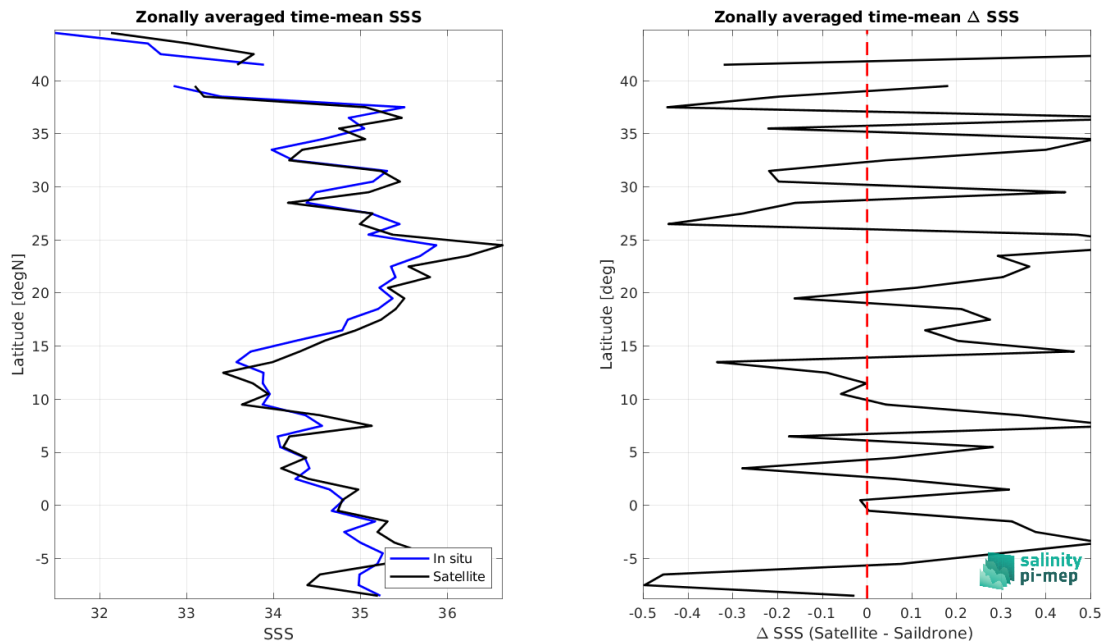 Zonally averaged time-mean SSS
Latitude [degN]
40
35
30
25
20
15
10
5
0
-5
32 33 34 35 36
SSS
In situ
Satellite
Zonally averaged time-mean Δ SSS
Latitude [deg]
40
35
30
25
20
15
10
5
0
-5
-0.5 -0.4 -0.3 -0.2 -0.1 0 0.1 0.2 0.3 0.4 0.5
Δ SSS (Satellite - Saildrone)
salinity
pi-mep